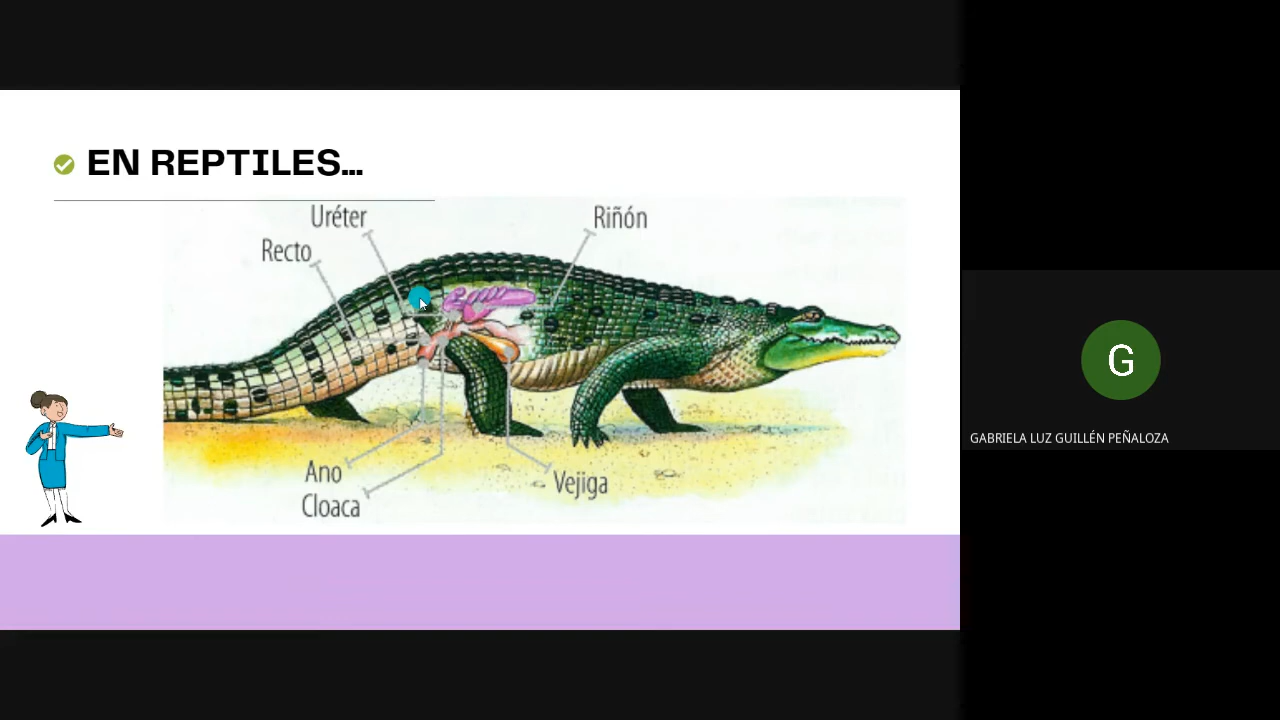 EN REPTILES...
Uréter
Riñón
Recto
Ano
Vejiga
Cloaca
G
GABRIELA LUZ GUILLÉN PEÑALOZA